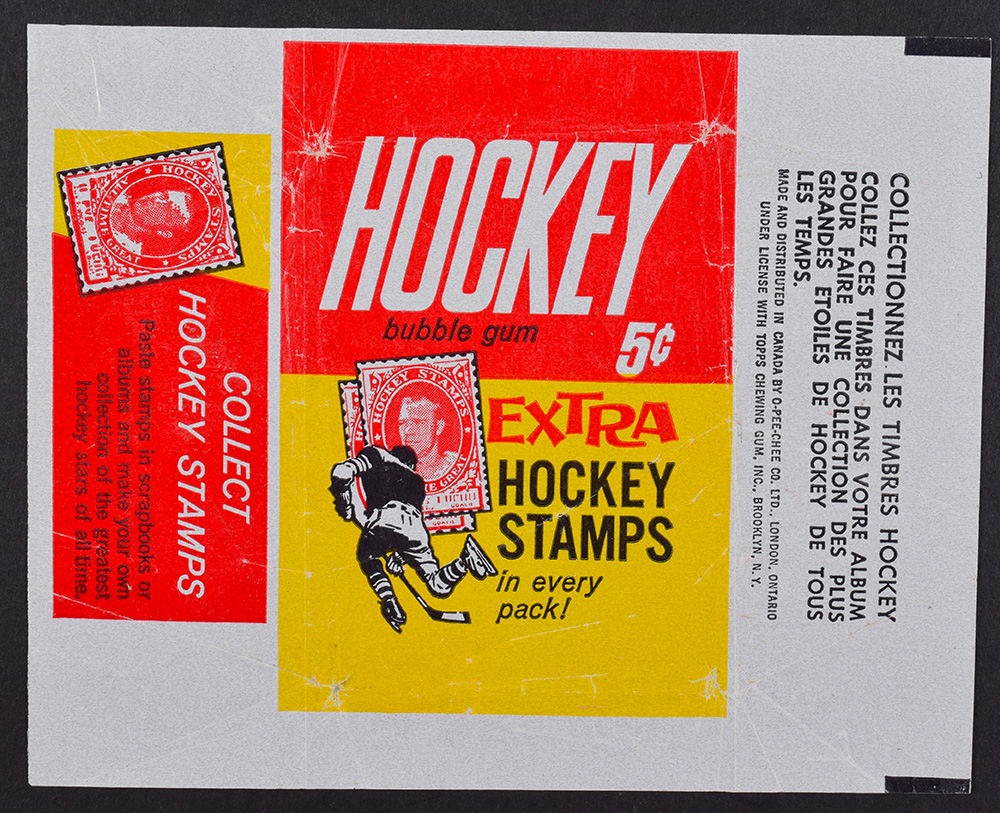 HOCKEY
bubble gum
5¢
EXTRA
HOCKEY
STAMPS
in every
pack!
HOCKEY STAMPS
GREAT
COLLECT
HOCKEY STAMPS
Paste stamps in scrapbooks or
albums and make your own
collection of the greatest
hockey stars of all time.
HOCKEY STAMPS
GREAT
COLLECTIONNEZ LES TIMBRES HOCKEY
COLLEZ CES TIMBRES DANS VOTRE ALBUM
POUR FAIRE UNE COLLECTION DES PLUS
GRANDES ETOILES DE HOCKEY DE TOUS
LES TEMPS.
MADE AND DISTRIBUTED IN CANADA BY O-PEE-CHEE CO. LTD., LONDON, ONTARIO
UNDER LICENSE WITH TOPPS CHEWING GUM, INC., BROOKLYN, N. Y.